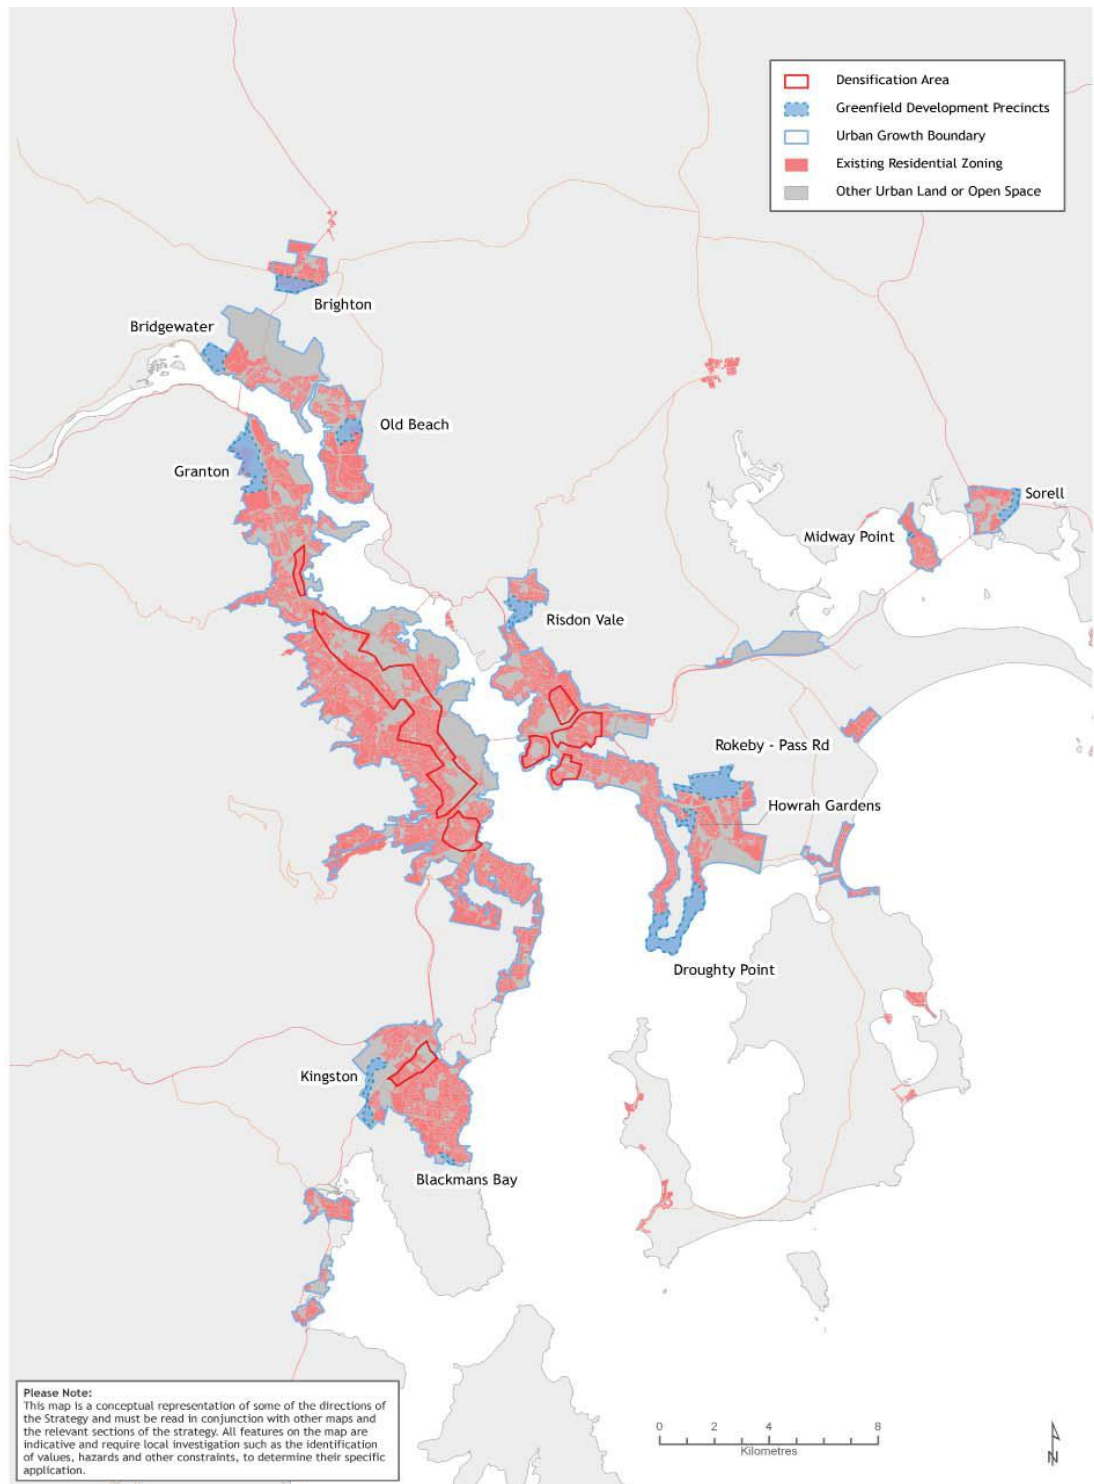 Densification Area
Greenfield Development Precincts
Urban Growth Boundary
Existing Residential Zoning
Other Urban Land or Open Space
Brighton
Bridgewater
Old Beach
Granton
Sorell
Midway Point
Risdon Vale
Rokeby - Pass Rd
Howrah Gardens
Droughty Point
Kingston
Blackmans Bay
Please Note:
This map is a conceptual representation of some of the directions of
the Strategy and must be read in conjunction with other maps and
the relevant sections of the strategy. All features on the map are
indicative and require local investigation such as the identification
of values, hazards and other constraints, to determine their specific
application.
0 2 4 8
Kilometres
N